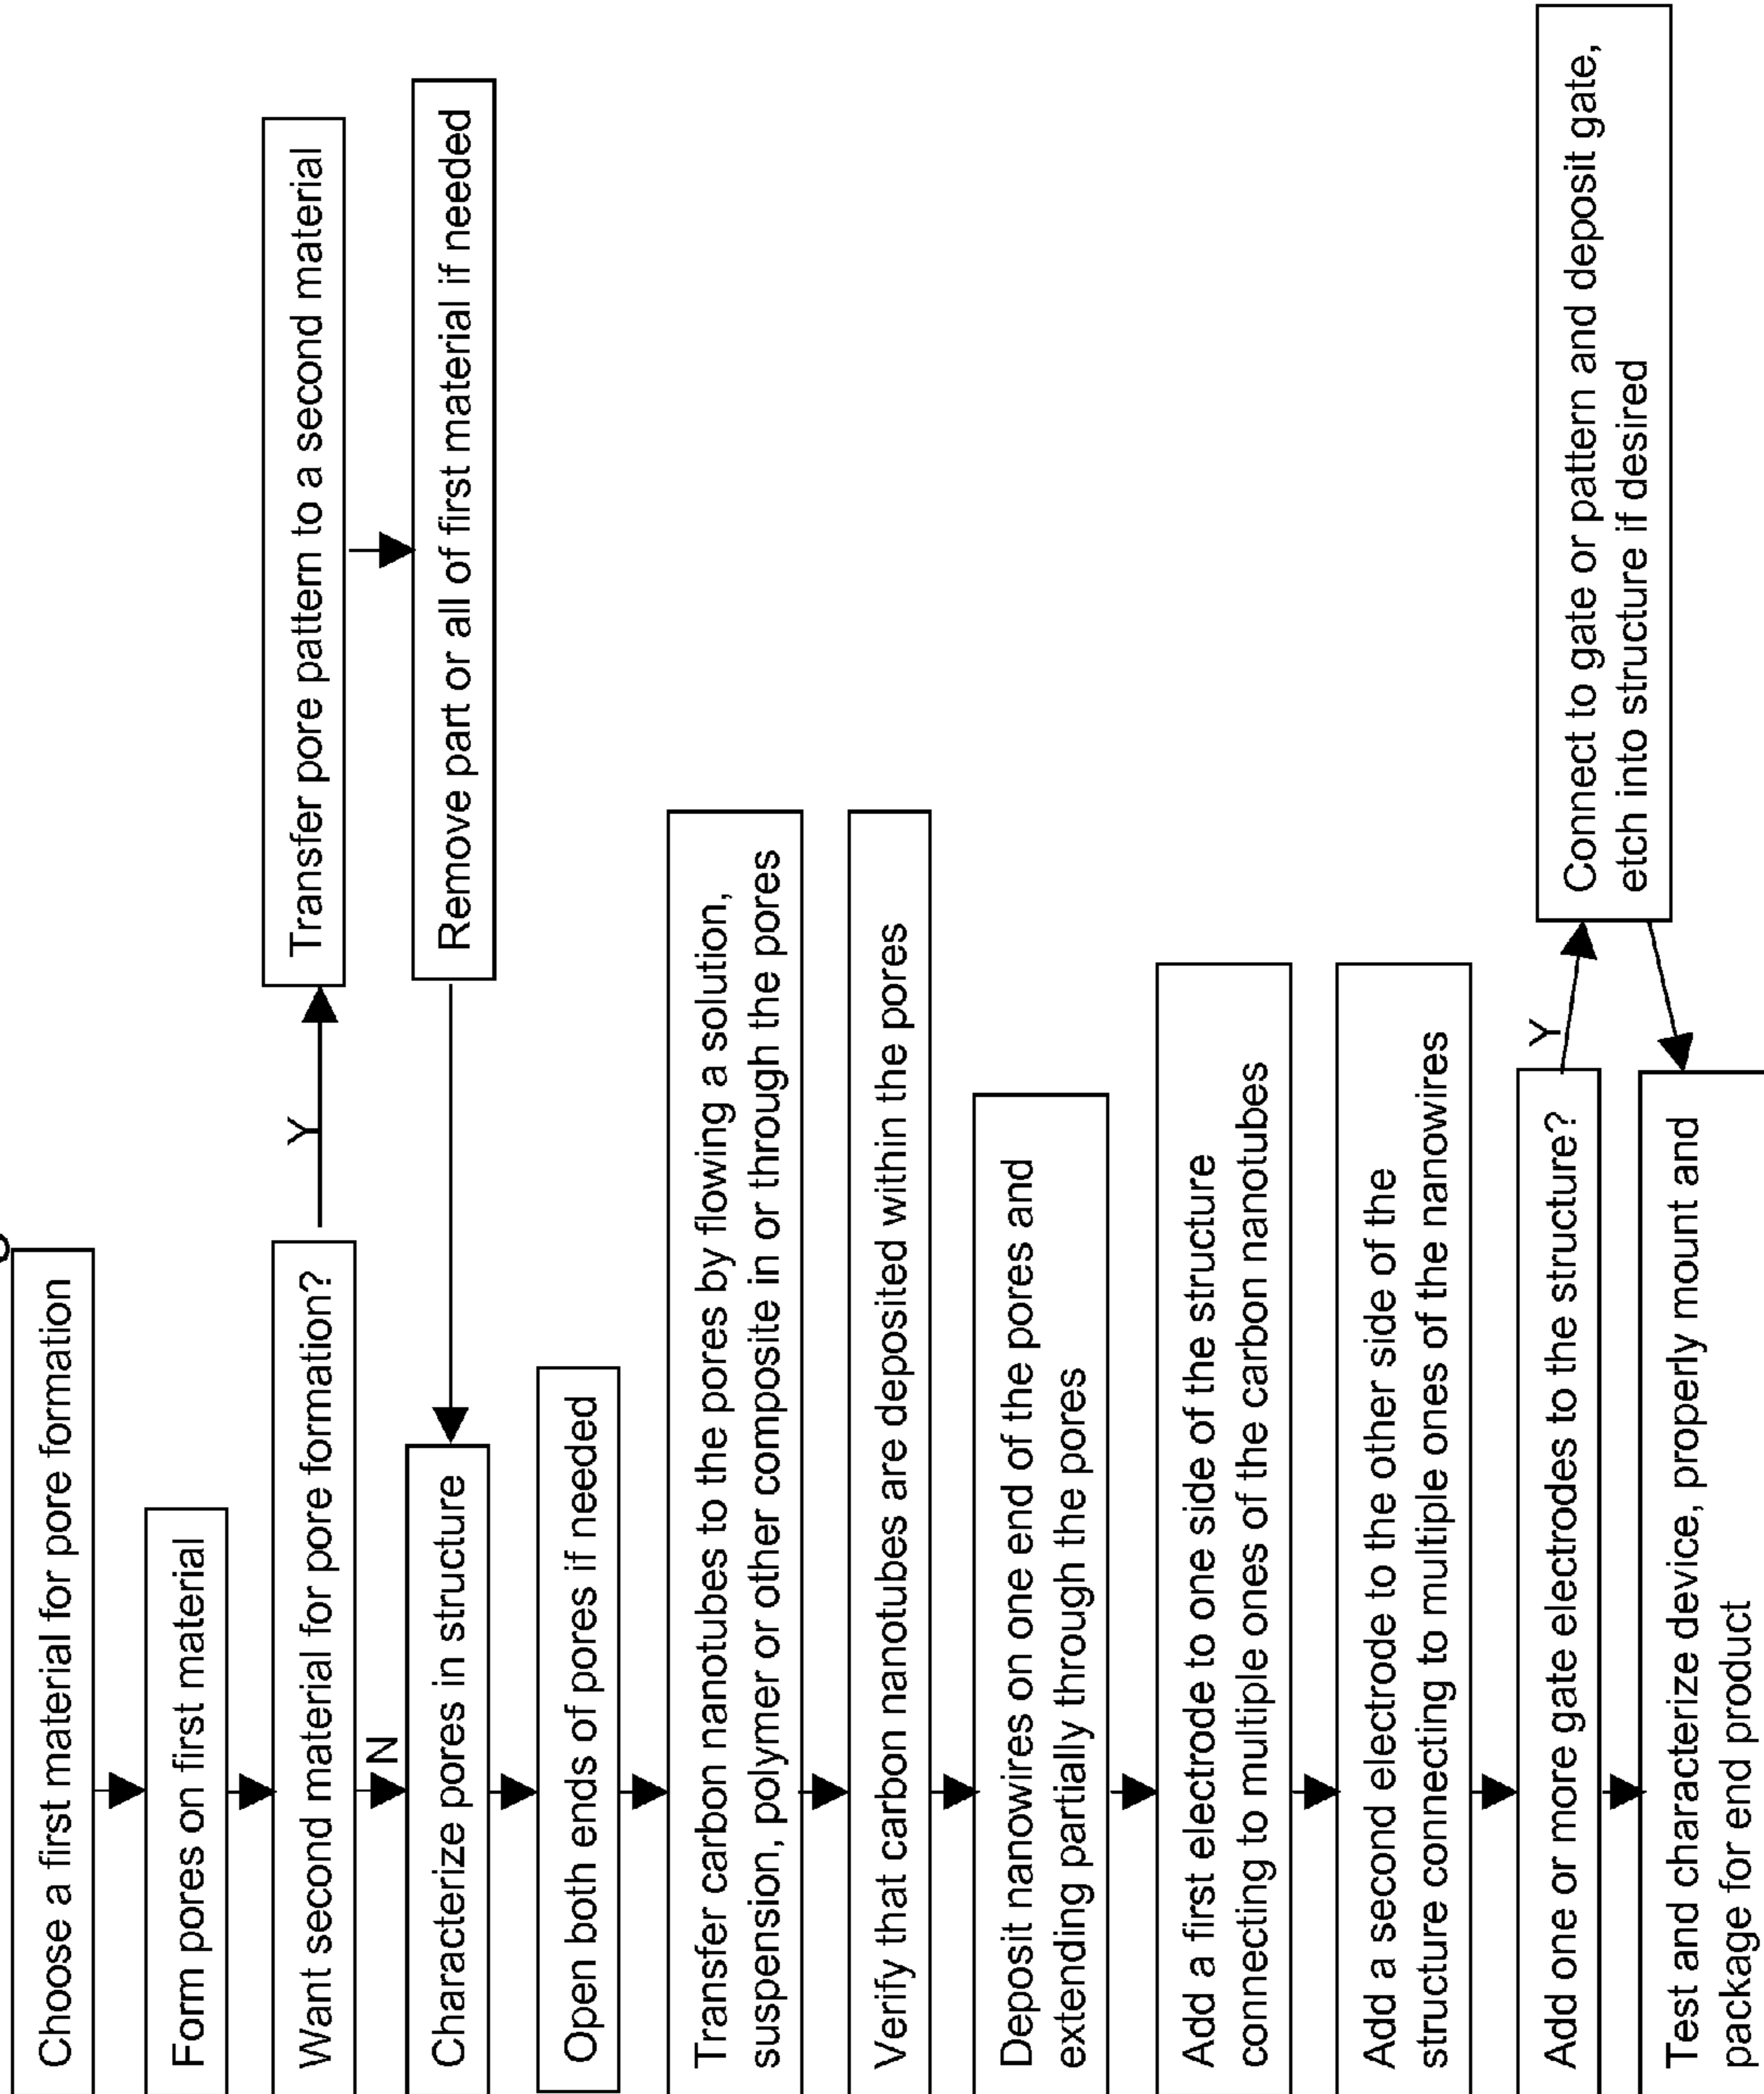 Choose a first material for pore formation
Form pores on first material
Want second material for pore formation?
Y
Transfer pore pattern to a second material
Remove part or all of first material if needed
N
Characterize pores in structure
Open both ends of pores if needed
Transfer carbon nanotubes to the pores by flowing a solution,
suspension, polymer or other composite in or through the pores
Verify that carbon nanotubes are deposited within the pores
Deposit nanowires on one end of the pores and
extending partially through the pores
Add a first electrode to one side of the structure
connecting to multiple ones of the carbon nanotubes
Add a second electrode to the other side of the
structure connecting to multiple ones of the nanowires
Add one or more gate electrodes to the structure?
Y
Connect to gate or pattern and deposit gate,
etch into structure if desired
Test and characterize device, properly mount and
package for end product